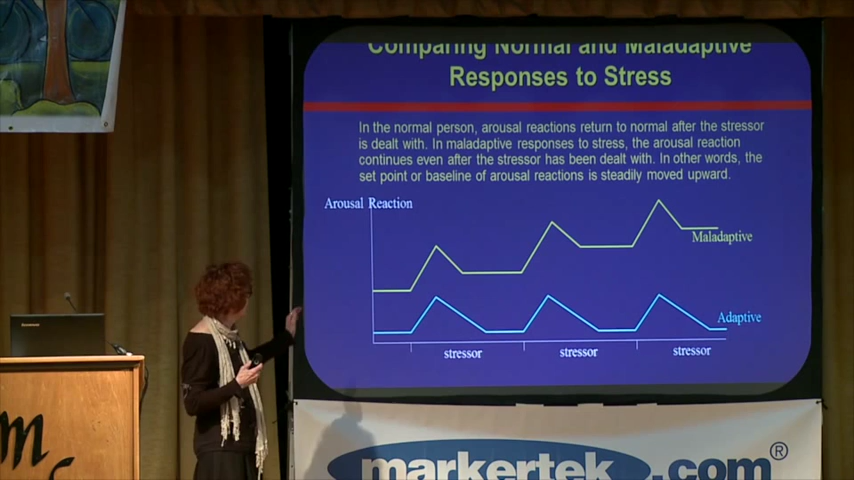 Comparing Normal and Maladaptive
Responses to Stress
In the normal person, arousal reactions return to normal after the stressor
is dealt with. In maladaptive responses to stress, the arousal reaction
continues even after the stressor has been dealt with. In other words, the
set point or baseline of arousal reactions is steadily moved upward.
Arousal Reaction
Maladaptive
Adaptive
stressor stressor stressor
lenovo
m
markertek.com®